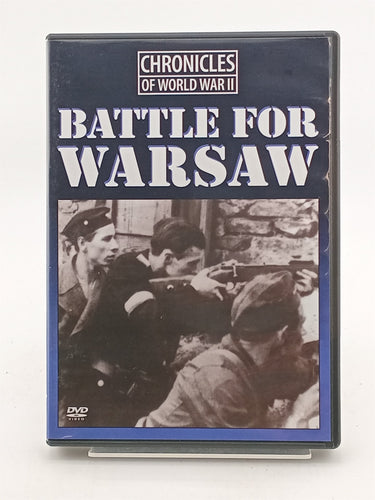 CHRONICLES
OF WORLD WAR II
BATTLE FOR
WARSAW
DVD
VIDEO